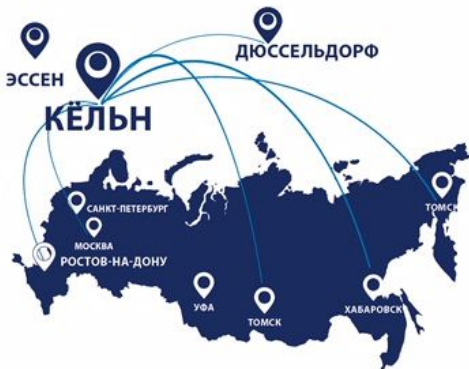 ДЮССЕЛЬДОРФ
ЭССЕН
КЁЛЬН
САНКТ-ПЕТЕРБУРГ
ТОМСК
МОСКВА
РОСТОВ-НА-ДОНУ
УФА
ТОМСК
ХАБАРОВСК